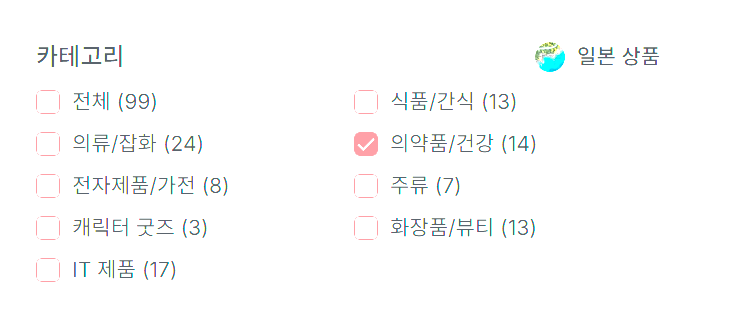 카테고리
일본 상품
전체 (99)
식품/간식 (13)
의류/잡화 (24)
의약품/건강 (14)
전자제품/가전 (8)
주류 (7)
캐릭터 굿즈 (3)
화장품/뷰티 (13)
IT 제품 (17)